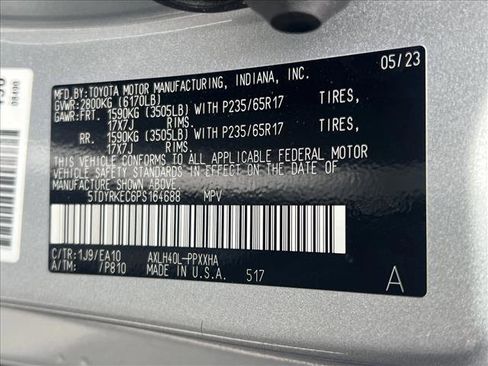 MFD. BY: TOYOTA MOTOR MANUFACTURING, INDIANA, INC. 05/23
GVWR: 2800KG (6170LB)
GAWR: FRT. 1590KG (3505LB) WITH P235/65R17 TIRES,
17X7J RIMS.
RR. 1590KG (3505LB) WITH P235/65R17 TIRES,
17X7J RIMS.
THIS VEHICLE CONFORMS TO ALL APPLICABLE FEDERAL MOTOR
VEHICLE SAFETY STANDARDS IN EFFECT ON THE DATE OF
MANUFACTURE SHOWN ABOVE.
5TDYRKEC6PS164688 MPV
C/TR: 1J9/EA10 AXLH40L-PPXXHA
A/TM: /P810 MADE IN U.S.A. 517 A